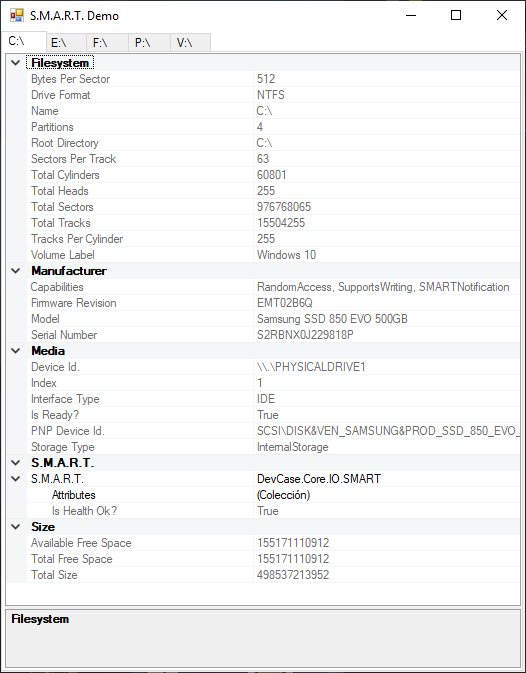 S.M.A.R.T. Demo
C:\ E:\ F:\ P:\ V:\
Filesystem
Bytes Per Sector 512
Drive Format NTFS
Name C:\
Partitions 4
Root Directory C:\
Sectors Per Track 63
Total Cylinders 60801
Total Heads 255
Total Sectors 976768065
Total Tracks 15504255
Tracks Per Cylinder 255
Volume Label Windows 10
Manufacturer
Capabilities RandomAccess, SupportsWriting, SMARTNotification
Firmware Revision EMT02B6Q
Model Samsung SSD 850 EVO 500GB
Serial Number S2RBNX0J229818P
Media
Device Id. \\.\PHYSICALDRIVE1
Index 1
Interface Type IDE
Is Ready? True
PNP Device Id. SCSI\DISK&VEN_SAMSUNG&PROD_SSD_850_EVO_
Storage Type InternalStorage
S.M.A.R.T.
S.M.A.R.T. DevCase.Core.IO.SMART
Attributes (Colección)
Is Health Ok? True
Size
Available Free Space 155171110912
Total Free Space 155171110912
Total Size 498537213952
Filesystem